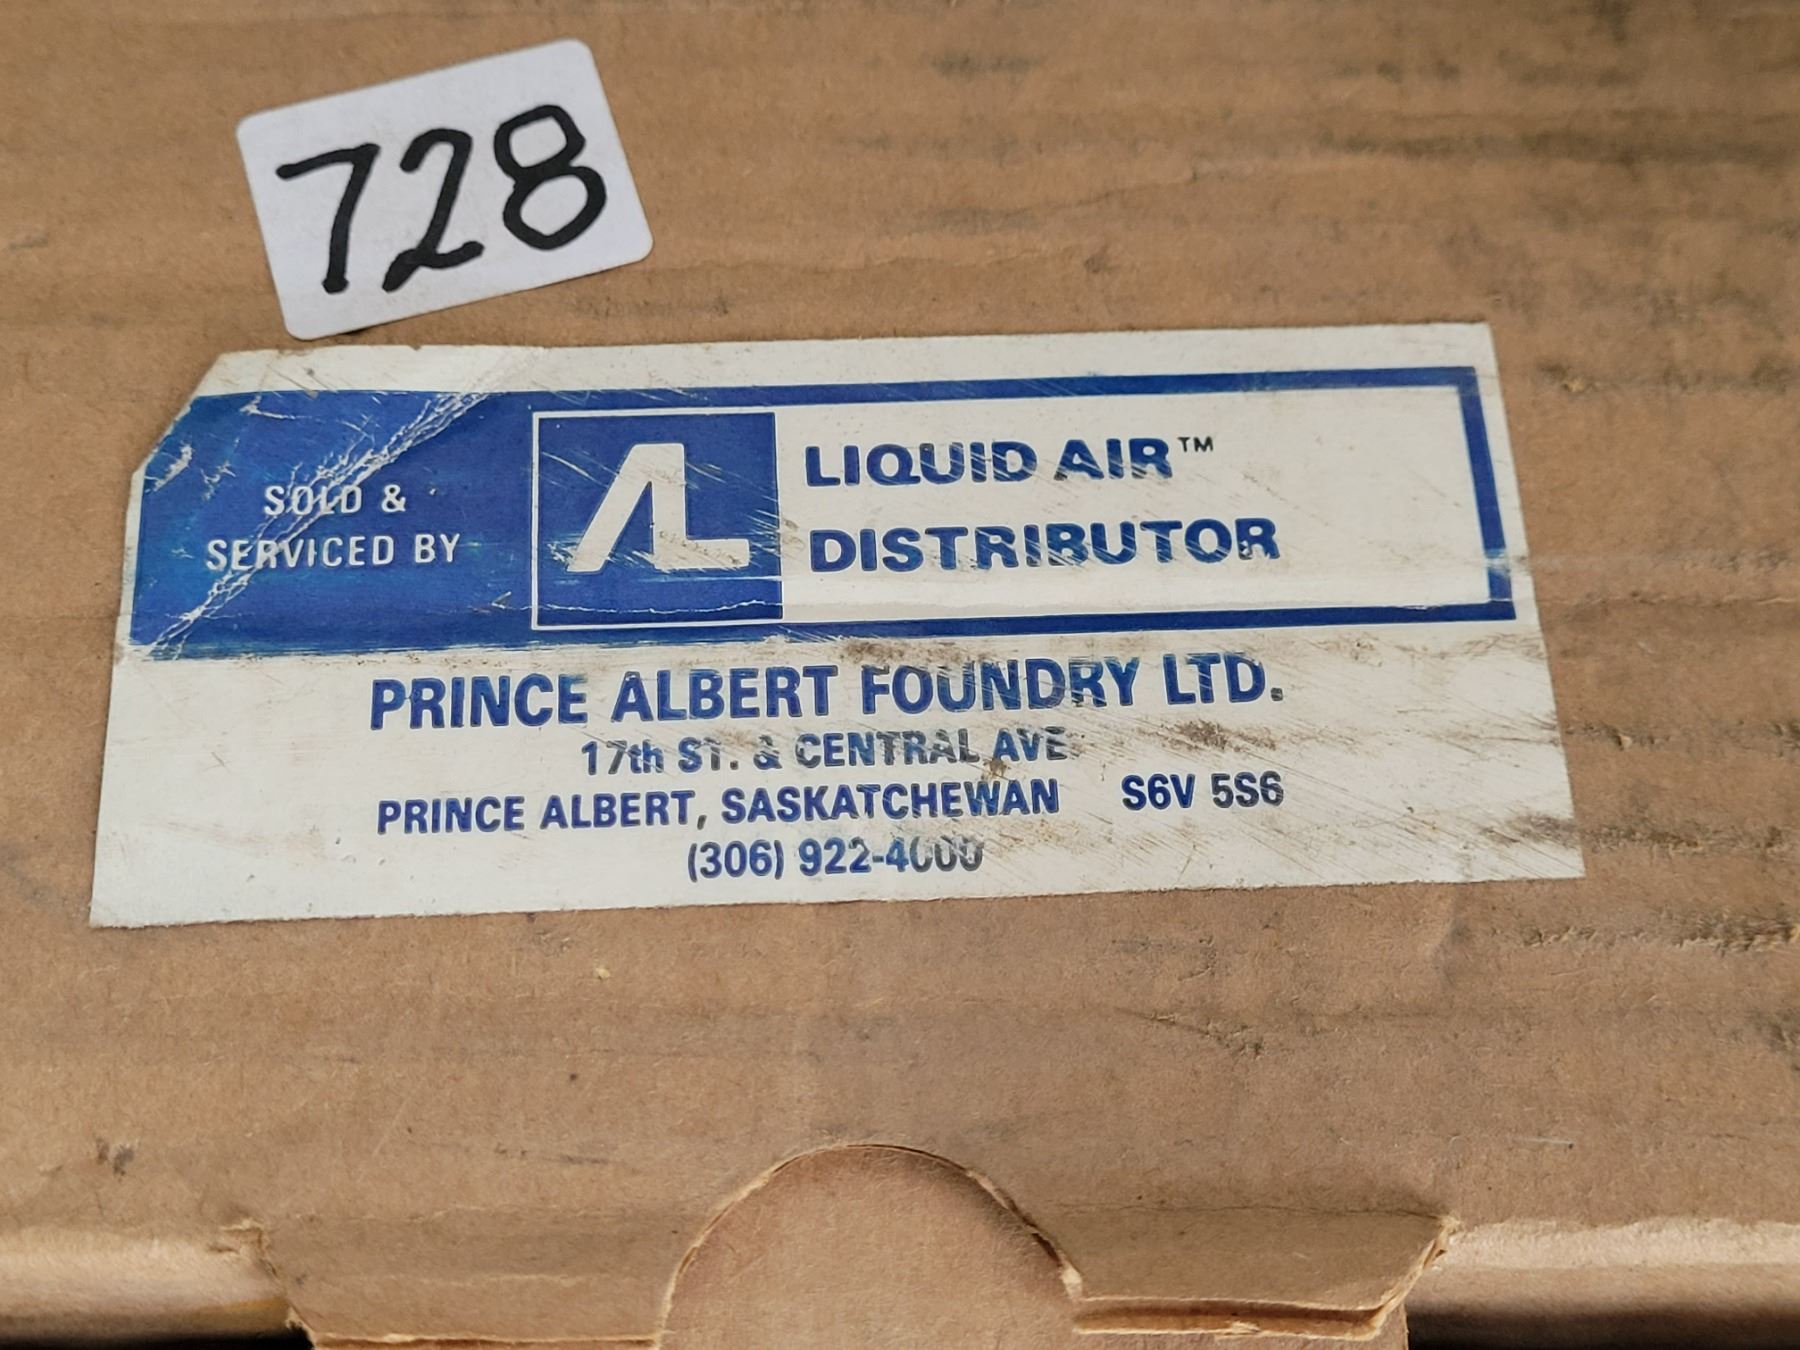 728
SOLD &
SERVICED BY
AL
LIQUID AIR™
DISTRIBUTOR
PRINCE ALBERT FOUNDRY LTD.
17th ST. & CENTRAL AVE
PRINCE ALBERT, SASKATCHEWAN S6V 5S6
(306) 922-4000